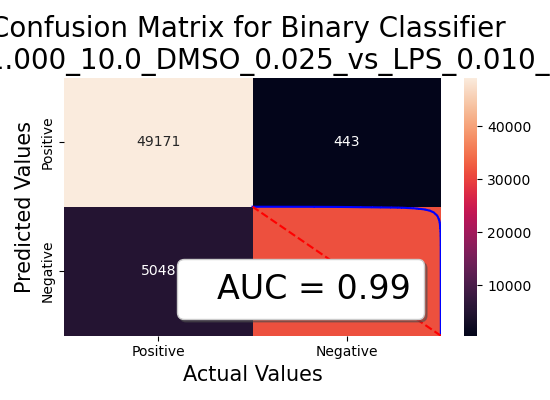 Confusion Matrix for Binary Classifier
1.000_10.0_DMSO_0.025_vs_LPS_0.010_
Predicted Values
Positive
Negative
49171
443
5048
AUC = 0.99
Positive
Negative
Actual Values
40000
30000
20000
10000